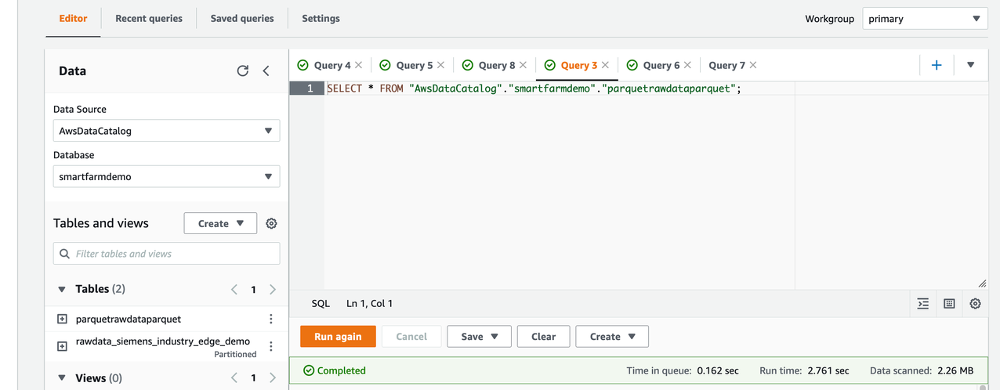 Editor Recent queries Saved queries Settings Workgroup primary
Data
Data Source
AwsDataCatalog
Database
smartfarmdemo
Tables and views Create
Filter tables and views
Tables (2) 1
parquetrawdataparquet
rawdata_siemens_industry_edge_demo
Partitioned
Views (0) 1
Query 4 Query 5 Query 8 Query 3 Query 6 Query 7
1 SELECT * FROM "AwsDataCatalog"."smartfarmdemo"."parquetrawdataparquet";
SQL Ln 1, Col 1
Run again Cancel Save Clear Create
Completed Time in queue: 0.162 sec Run time: 2.761 sec Data scanned: 2.26 MB